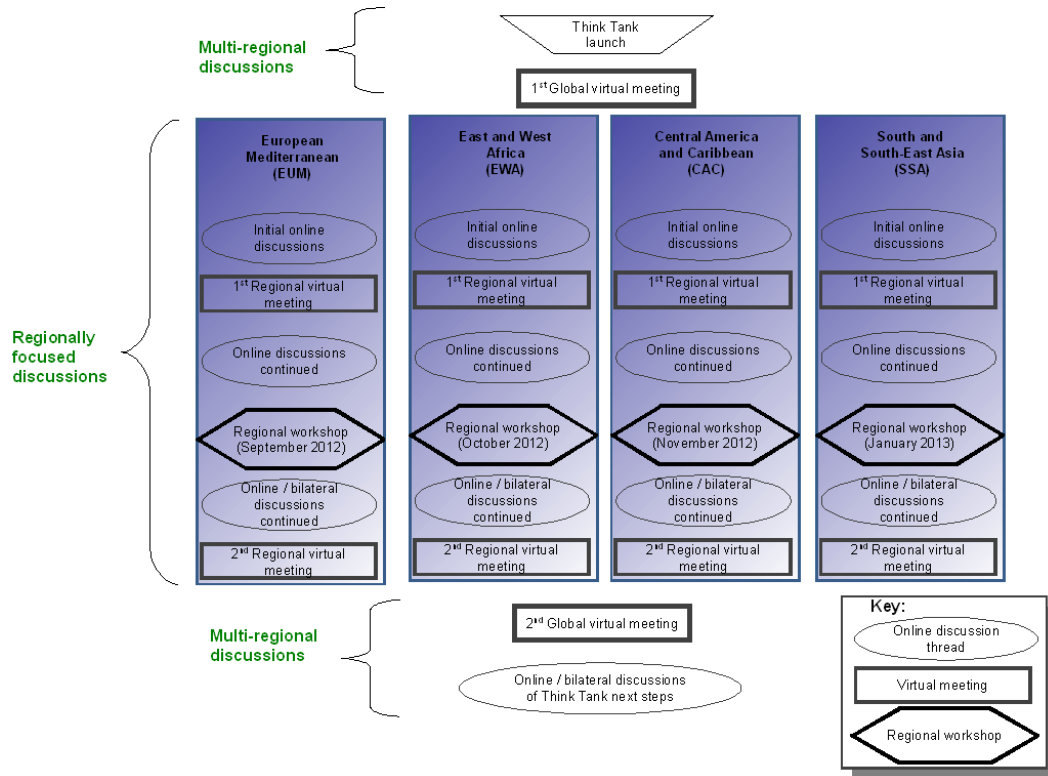 Think Tank
launch
Multi-regional
discussions
1st Global virtual meeting
European
Mediterranean
(EUM)
East and West
Africa
(EWA)
Central America
and Caribbean
(CAC)
South and
South-East Asia
(SSA)
Initial online
discussions
Initial online
discussions
Initial online
discussions
Initial online
discussions
1st Regional virtual
meeting
1st Regional virtual
meeting
1st Regional virtual
meeting
1st Regional virtual
meeting
Regionally
focused
discussions
Online discussions
continued
Online discussions
continued
Online discussions
continued
Online discussions
continued
Regional workshop
(September 2012)
Regional workshop
(October 2012)
Regional workshop
(November 2012)
Regional workshop
(January 2013)
Online / bilateral
discussions
continued
Online / bilateral
discussions
continued
Online / bilateral
discussions
continued
Online / bilateral
discussions
continued
2nd Regional virtual
meeting
2nd Regional virtual
meeting
2nd Regional virtual
meeting
2nd Regional virtual
meeting
Multi-regional
discussions
2nd Global virtual meeting
Online / bilateral discussions
of Think Tank next steps
Key:
Online discussion
thread
Virtual meeting
Regional workshop